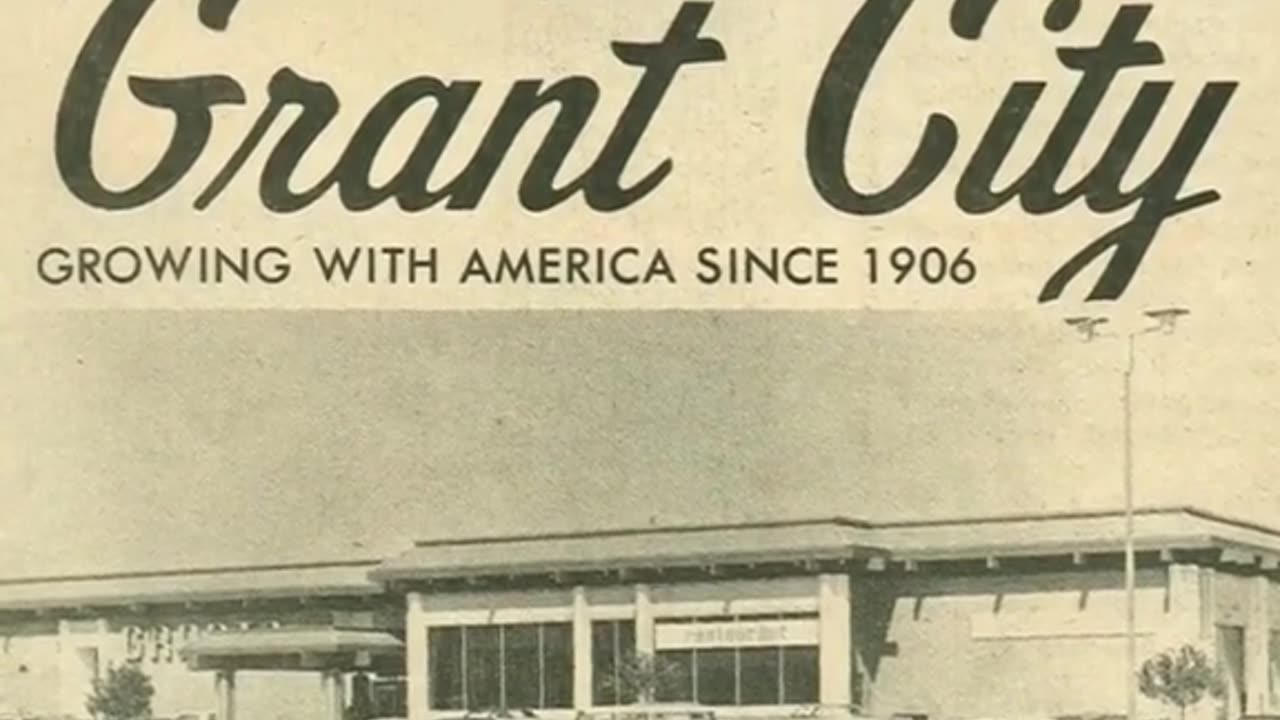 Grant City
GROWING WITH AMERICA SINCE 1906
restaurant